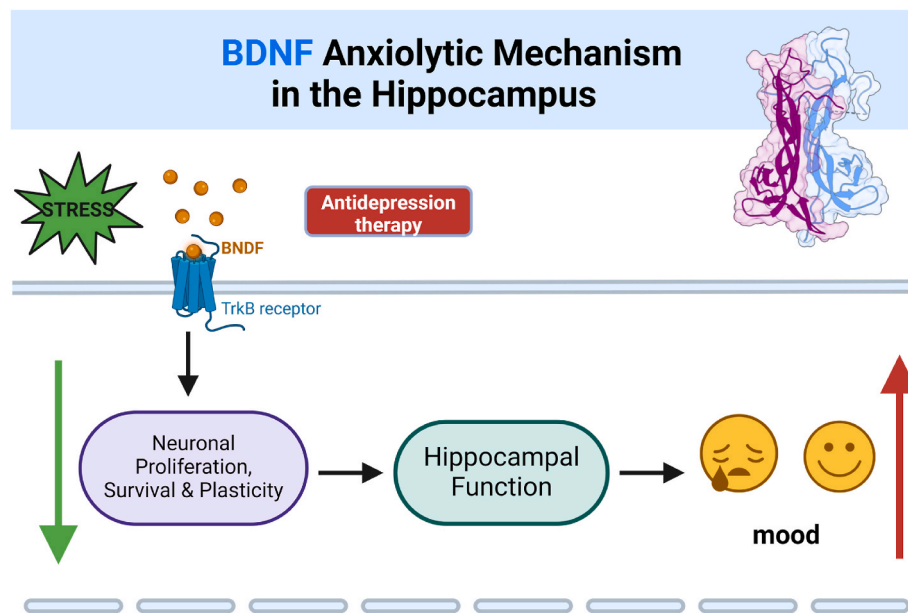 BDNF Anxiolytic Mechanism
in the Hippocampus
STRESS
Antidepression
therapy
BNDF
TrkB receptor
Neuronal
Proliferation,
Survival & Plasticity
Hippocampal
Function
mood